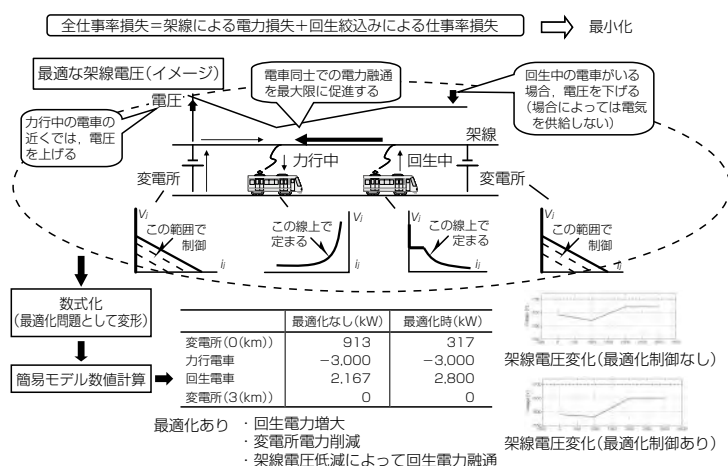 全仕事率損失＝架線による電力損失＋回生絞込みによる仕事率損失
最小化
最適な架線電圧(イメージ)
電圧
力行中の電車の
近くでは，電圧
を上げる
電車同士での電力融通
を最大限に促進する
回生中の電車がいる
場合，電圧を下げる
(場合によっては電気
を供給しない)
架線
力行中
回生中
変電所
変電所
Vi
この範囲で
制御
ii
この線上で
定まる
Vi
ii
Vi
この線上で
定まる
ii
Vi
この範囲で
制御
ii
数式化
(最適化問題として変形)
簡易モデル数値計算
最適化なし(kW) 最適化時(kW)
変電所(0(km)) 913 317
力行電車 −3,000 −3,000
回生電車 2,167 2,800
変電所(3(km)) 0 0
最適化あり ・回生電力増大
・変電所電力削減
・架線電圧低減によって回生電力融通
架線電圧変化(最適化制御なし)
架線電圧変化(最適化制御あり)